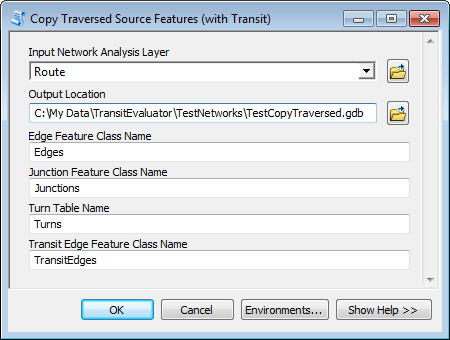 Copy Traversed Source Features (with Transit)
Input Network Analysis Layer
Route
Output Location
C:\My Data\TransitEvaluator\TestNetworks\TestCopyTraversed.gdb
Edge Feature Class Name
Edges
Junction Feature Class Name
Junctions
Turn Table Name
Turns
Transit Edge Feature Class Name
TransitEdges
OK Cancel Environments... Show Help >>